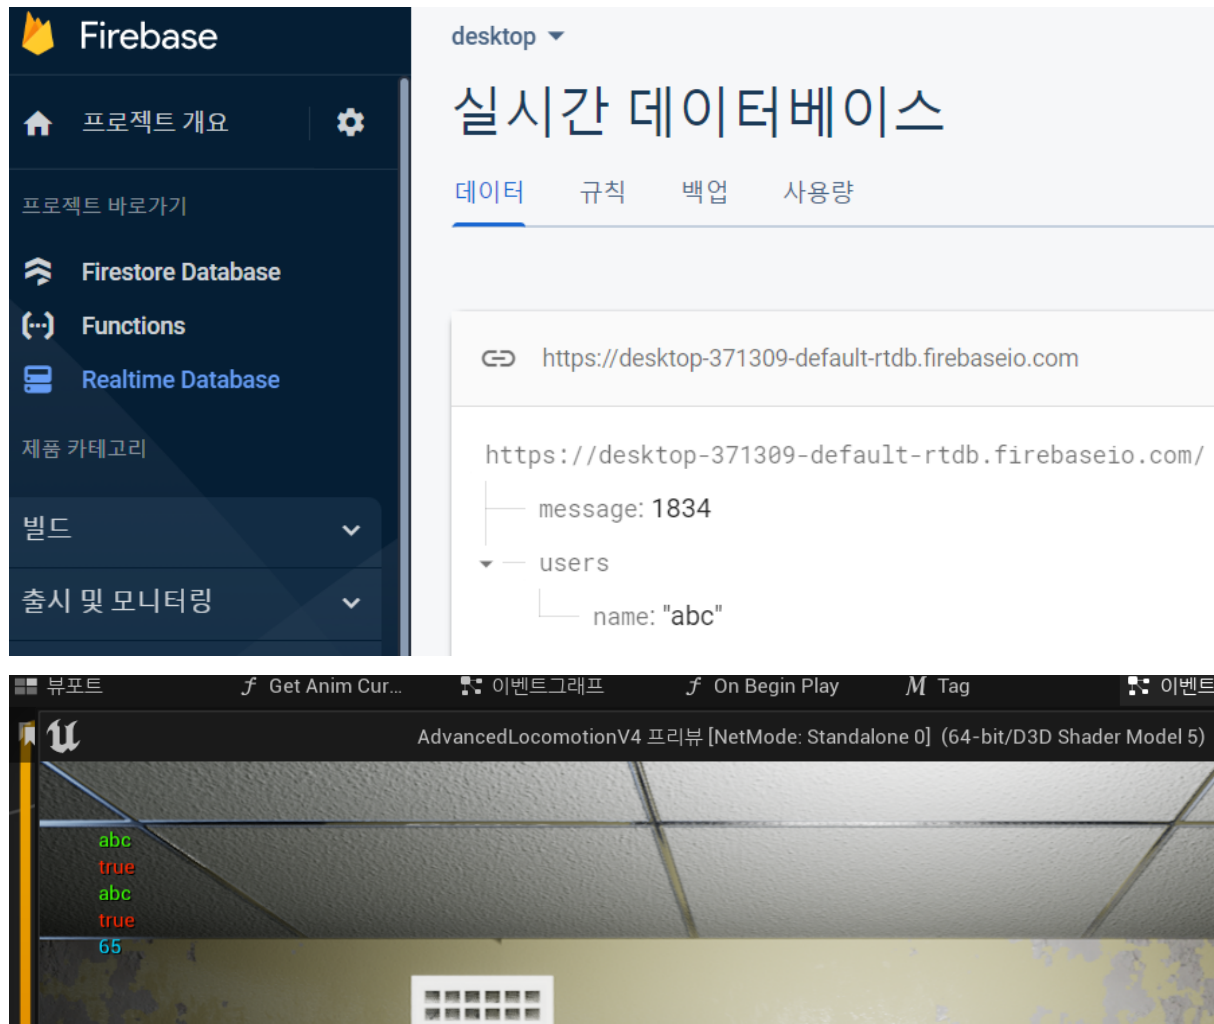 Firebase
desktop
프로젝트 개요
실시간 데이터베이스
프로젝트 바로가기
데이터 규칙 백업 사용량
Firestore Database
Functions
Realtime Database
https://desktop-371309-default-rtdb.firebaseio.com
제품 카테고리
https://desktop-371309-default-rtdb.firebaseio.com/
message: 1834
빌드
users
출시 및 모니터링
name: "abc"
뷰포트 Get Anim Cur... 이벤트그래프 On Begin Play Tag 이벤트
AdvancedLocomotionV4 프리뷰 [NetMode: Standalone 0] (64-bit/D3D Shader Model 5)
abc
true
abc
true
65